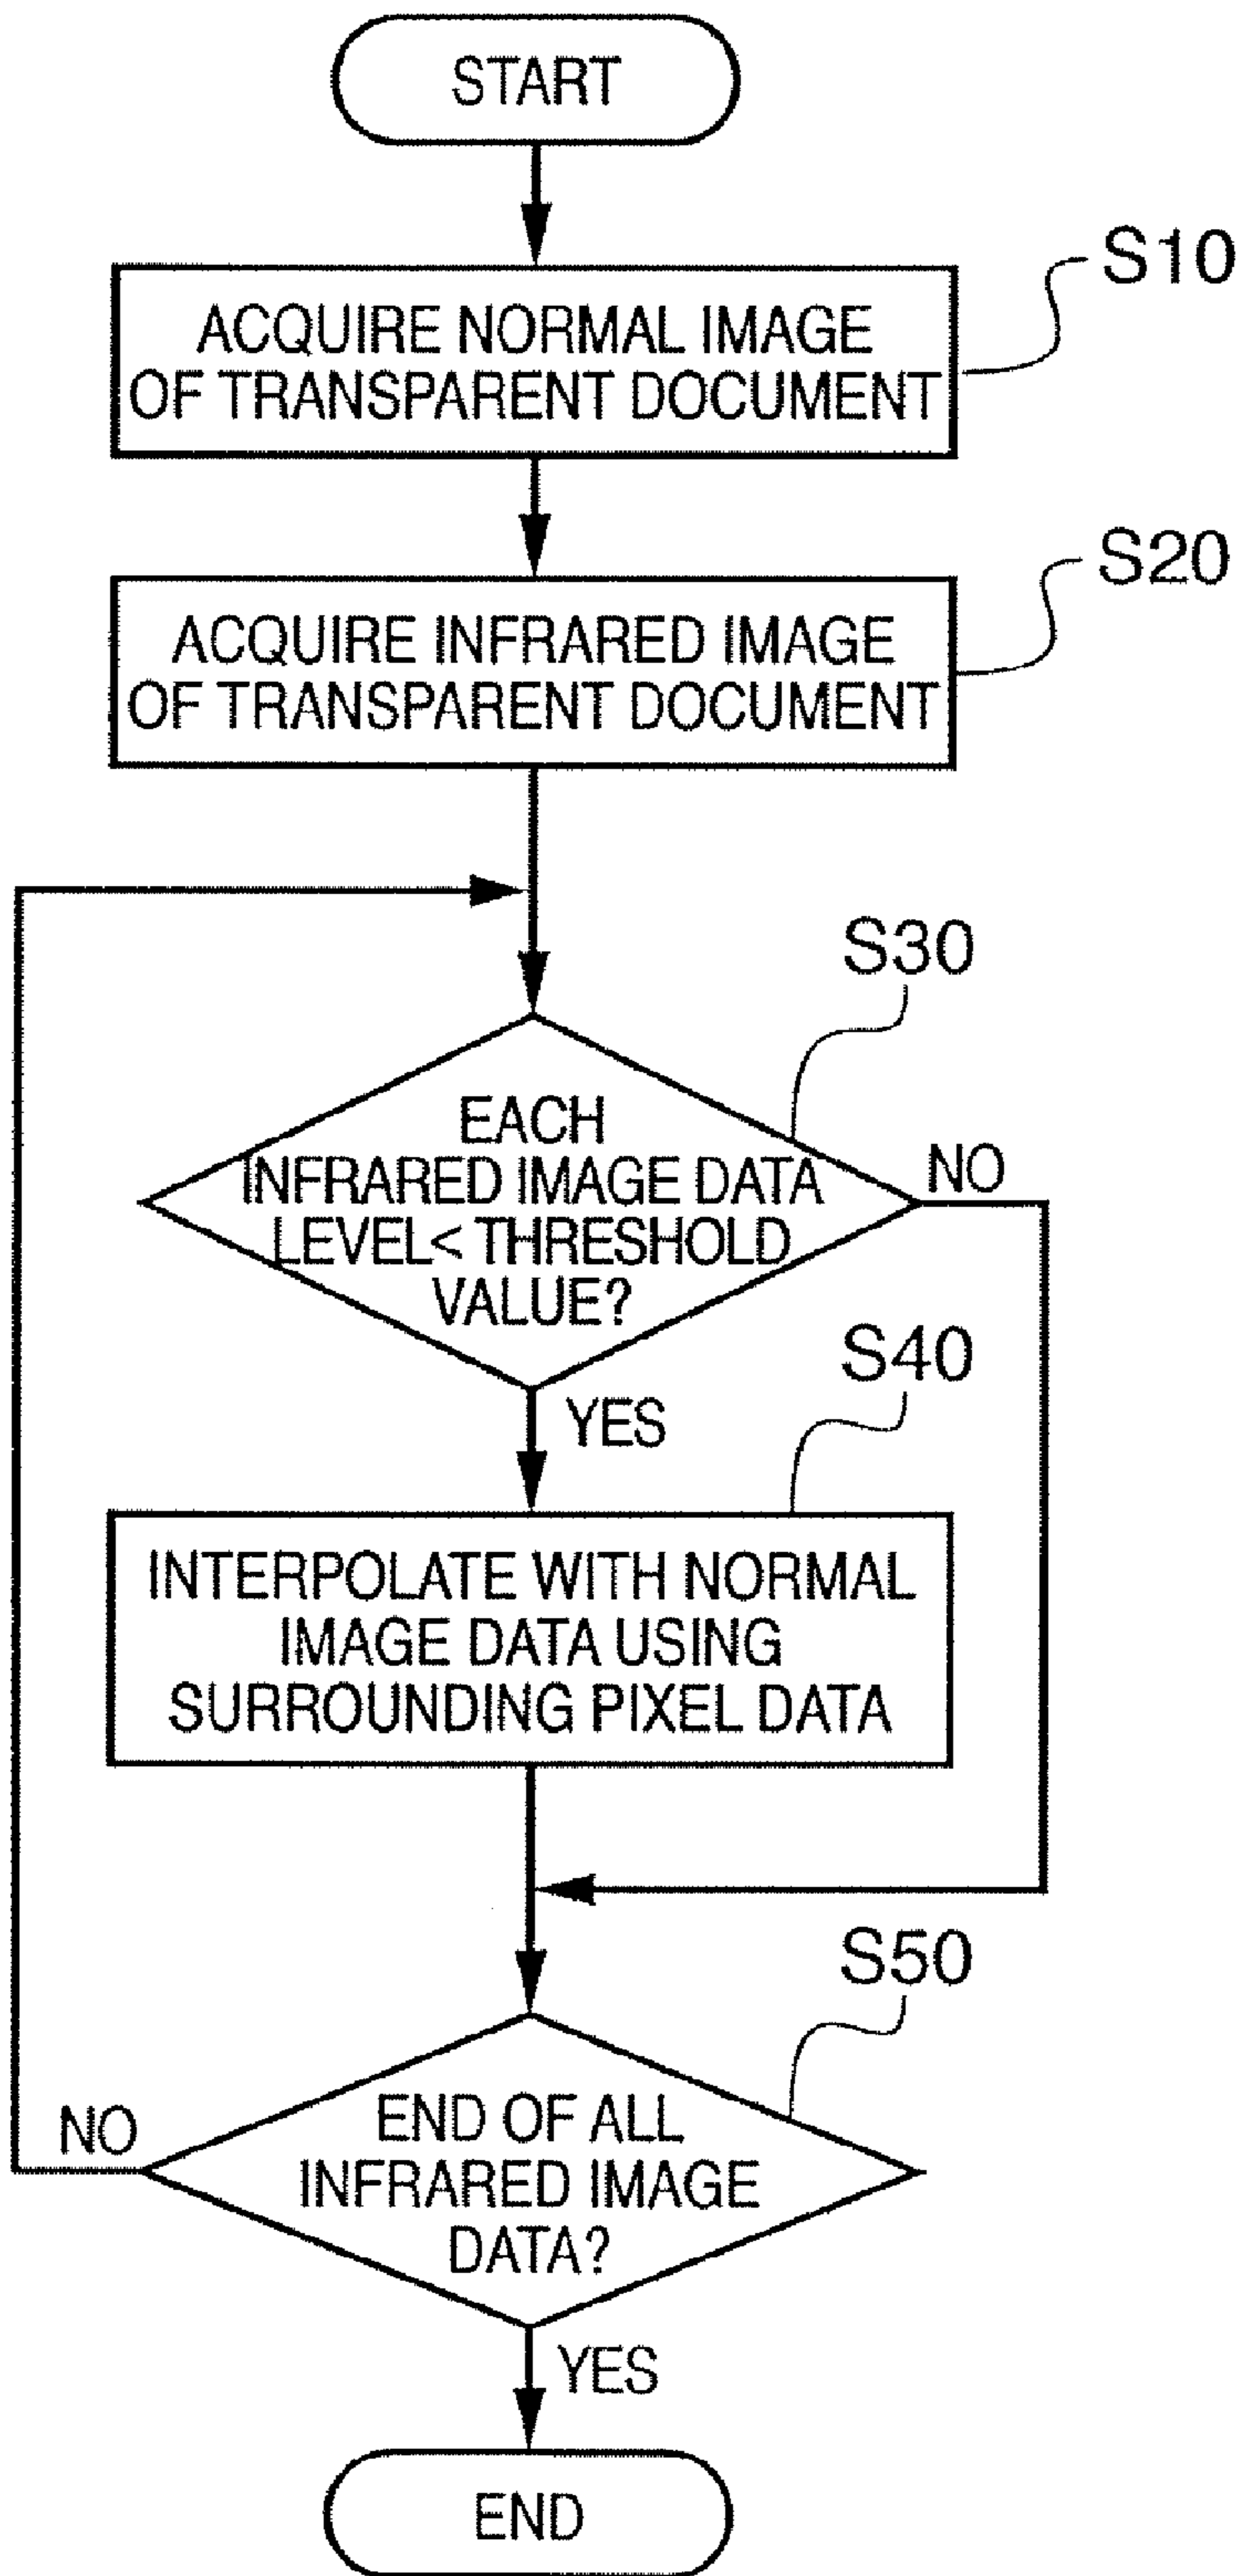 START
S10
ACQUIRE NORMAL IMAGE
OF TRANSPARENT DOCUMENT
S20
ACQUIRE INFRARED IMAGE
OF TRANSPARENT DOCUMENT
S30
EACH
INFRARED IMAGE DATA
LEVEL< THRESHOLD
VALUE?
NO
YES
S40
INTERPOLATE WITH NORMAL
IMAGE DATA USING
SURROUNDING PIXEL DATA
S50
END OF ALL
INFRARED IMAGE
DATA?
NO
YES
END